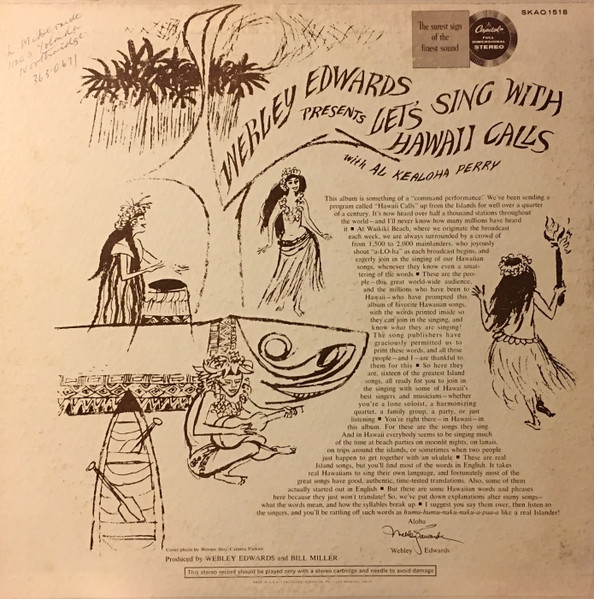 SKAO 1518
The surest sign
of the
finest sound
Capitol
FULL
DIMENSIONAL
STEREO
363-0611
WEBLEY EDWARDS
PRESENTS LET'S SING WITH
HAWAII CALLS
with AL KEALOHA PERRY
This album is something of a "command performance." We've been sending a
program called "Hawaii Calls" up from the Islands for well over a quarter
of a century. It's now heard over half a thousand stations throughout
the world—and I'll never know how many millions have heard
it ■ At Waikiki Beach, where we originate the broadcast
each week, we are always surrounded by a crowd of
from 1,500 to 2,000 mainlanders, who joyously
shout "a-LO-ha" as each broadcast begins, and
eagerly join in the singing of our Hawaiian
songs, whenever they know even a smat-
tering of the words ■ These are the peo-
ple—this great, world-wide audience,
and the millions who have been to
Hawaii—who have prompted this
album of favorite Hawaiian songs,
with the words printed inside so
they can join in the singing, and
know what they are singing!
The song publishers have
graciously permitted us to
print these words, and all those
people—and I—are thankful to
them for this ■ So here they
are, sixteen of the greatest Island
songs, all ready for you to join in
the singing with some of Hawaii's
best singers and musicians—whether
you're a lone soloist, a harmonizing
quartet, a family group, a party, or just
listening ■ You're right there—in Hawaii—in
this album. For these are the songs they sing
And in Hawaii everybody seems to be singing much
of the time at beach parties on moonlit nights, on lanais,
on trips around the islands, or sometimes when two people
just happen to get together with an ukulele ■ These are real
Island songs, but you'll find most of the words in English. It takes
real Hawaiians to sing their own language, and fortunately most of the
great songs have good, authentic, time-tested translations. Also, some of them
actually started out in English ■ But there are some Hawaiian words and phrases
here because they just won't translate! So, we've put down explanations after many songs—
what the words mean, and how the syllables break up ■ I suggest you say them over, then listen to
the singers, and you'll be rattling off such words as humu-humu-nuku-nuku-a-pua-a like a real Islander!
Aloha
Webley Edwards
Webley Edwards
Cover photo by Werner Stoy/Camera Hawaii
Produced by WEBLEY EDWARDS and BILL MILLER
This stereo record should be played only with a stereo cartridge and needle to avoid damage